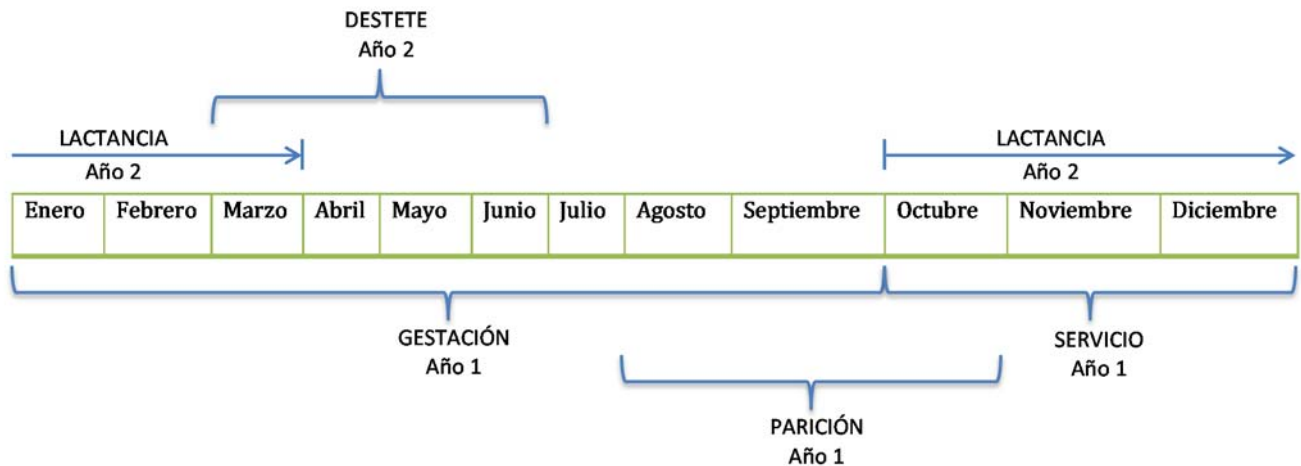 DESTETE
Año 2
LACTANCIA
Año 2
LACTANCIA
Año 2
Enero Febrero Marzo Abril Mayo Junio Julio Agosto Septiembre Octubre Noviembre Diciembre
GESTACIÓN
Año 1
SERVICIO
Año 1
PARICIÓN
Año 1